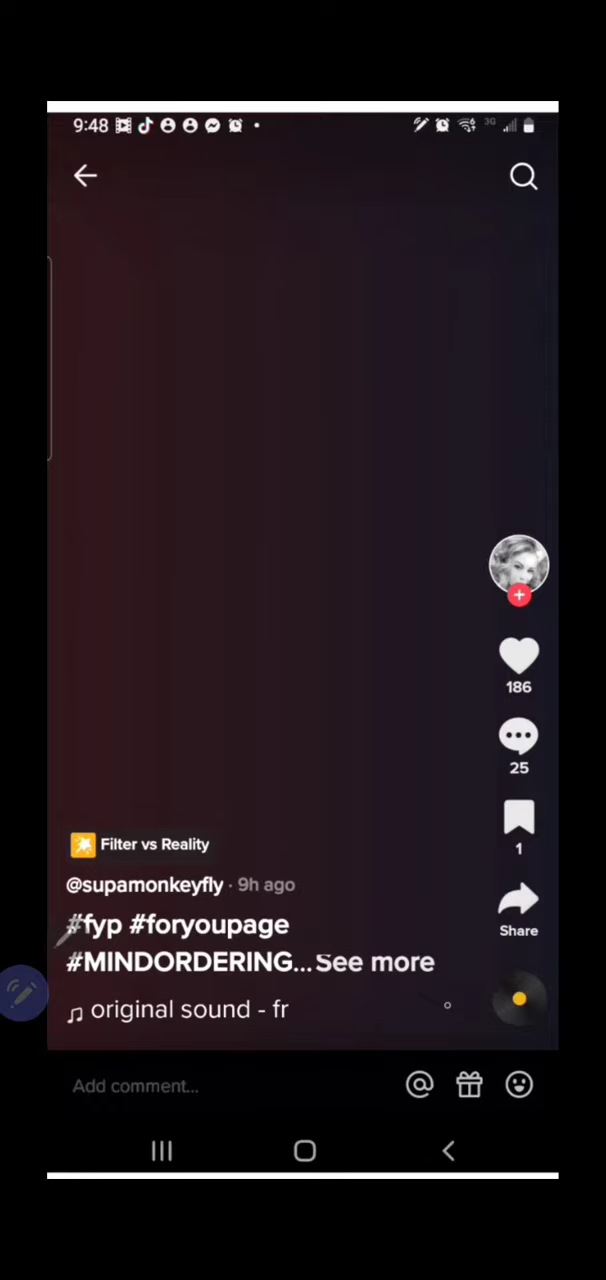 9:48
3G
186
25
1
Filter vs Reality
@supamonkeyfly · 9h ago
#fyp #foryoupage
Share
#MINDORDERING...See more
original sound - fr
Add comment...